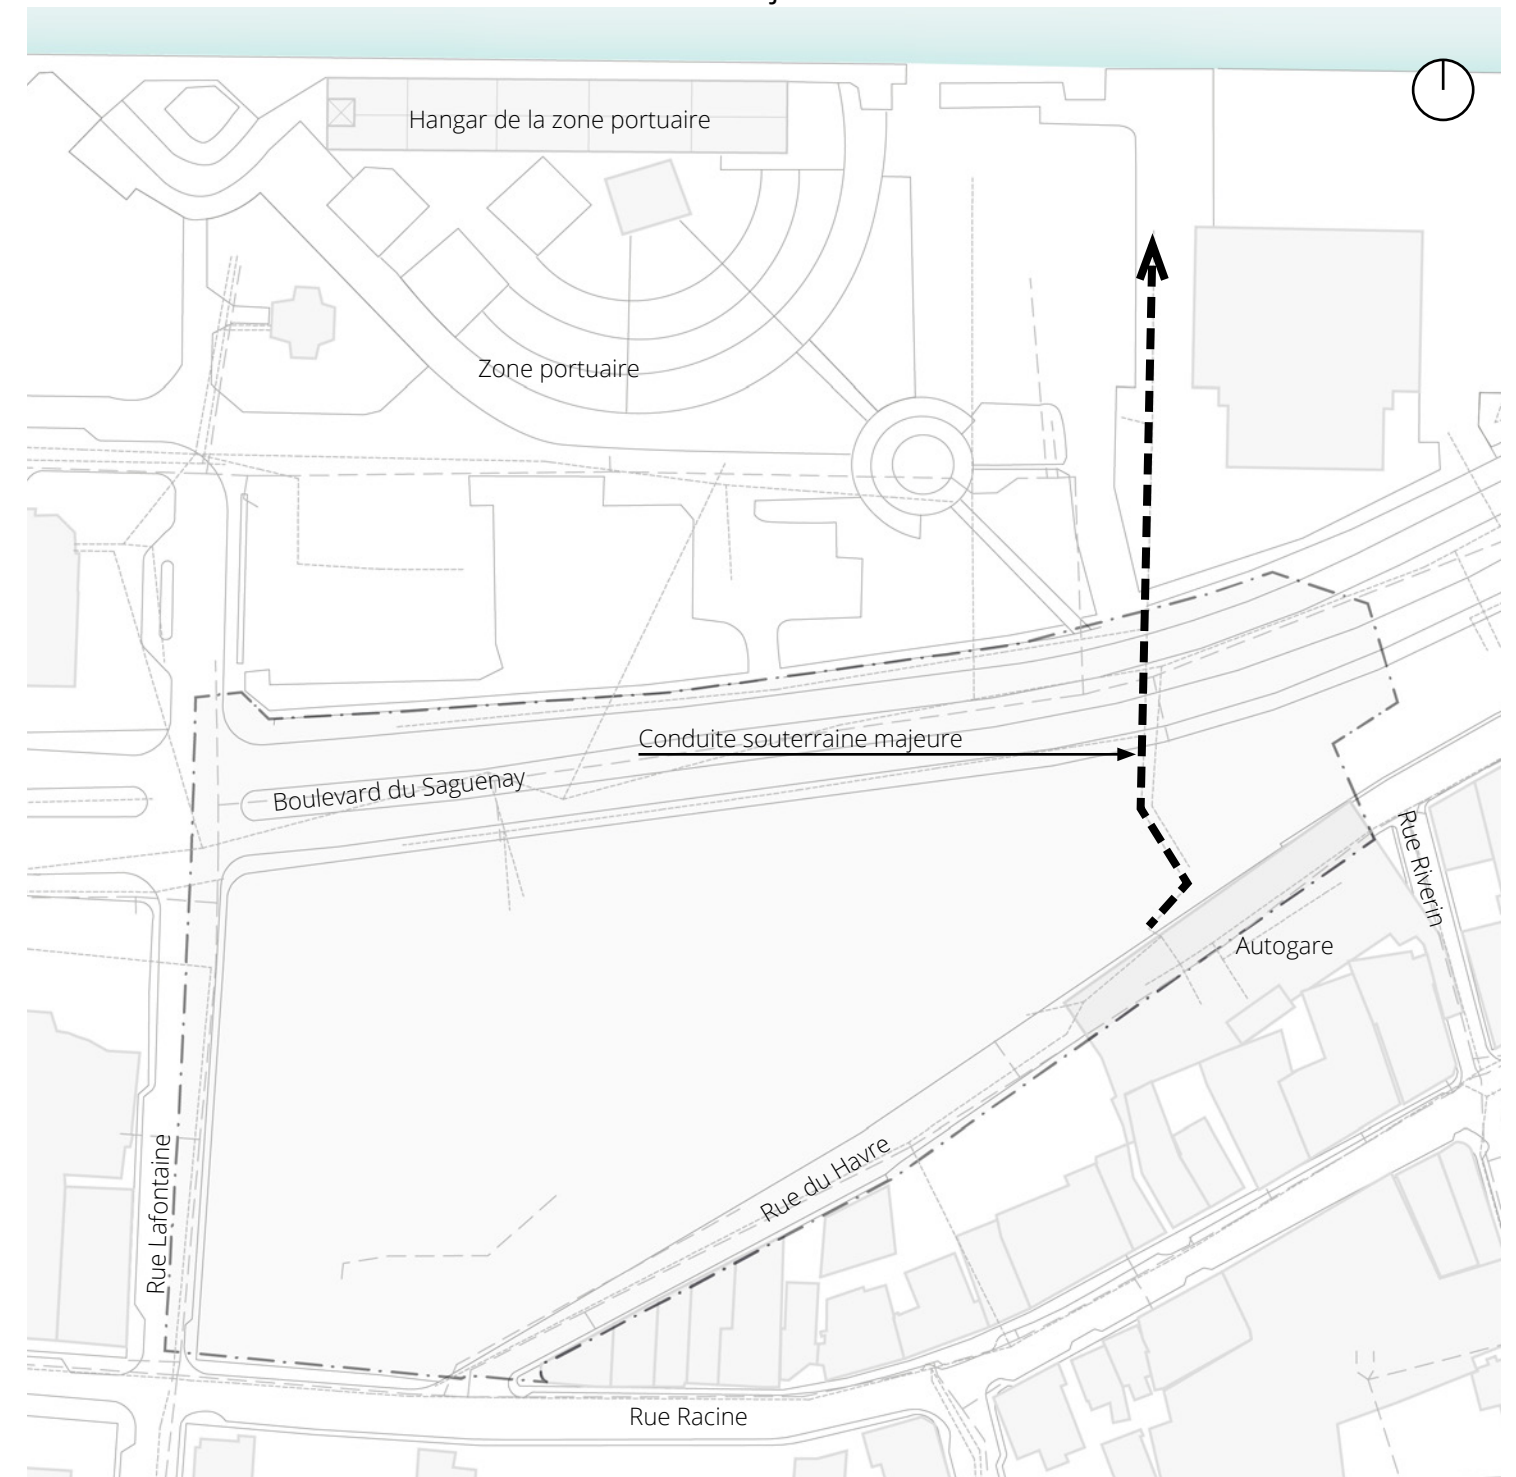 Hangar de la zone portuaire
Zone portuaire
Conduite souterraine majeure
Boulevard du Saguenay
Rue Riverin
Autogare
Rue du Havre
Rue Lafontaine
Rue Racine